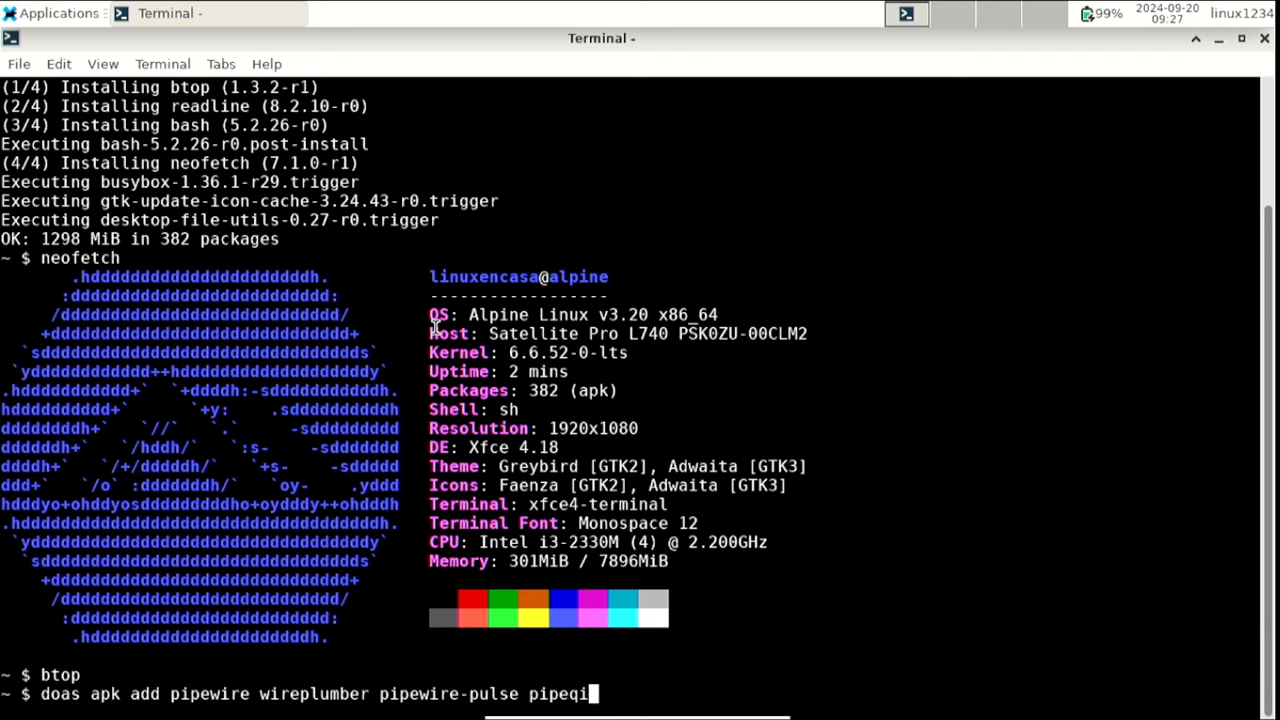 Applications Terminal - 99% 2024-09-20 09:27 linux1234
Terminal -
File Edit View Terminal Tabs Help
(1/4) Installing btop (1.3.2-r1)
(2/4) Installing readline (8.2.10-r0)
(3/4) Installing bash (5.2.26-r0)
Executing bash-5.2.26-r0.post-install
(4/4) Installing neofetch (7.1.0-r1)
Executing busybox-1.36.1-r29.trigger
Executing gtk-update-icon-cache-3.24.43-r0.trigger
Executing desktop-file-utils-0.27-r0.trigger
OK: 1298 MiB in 382 packages
~ $ neofetch
linuxencasa@alpine
------------------
OS: Alpine Linux v3.20 x86_64
Host: Satellite Pro L740 PSK0ZU-00CLM2
Kernel: 6.6.52-0-lts
Uptime: 2 mins
Packages: 382 (apk)
Shell: sh
Resolution: 1920x1080
DE: Xfce 4.18
Theme: Greybird [GTK2], Adwaita [GTK3]
Icons: Faenza [GTK2], Adwaita [GTK3]
Terminal: xfce4-terminal
Terminal Font: Monospace 12
CPU: Intel i3-2330M (4) @ 2.200GHz
Memory: 301MiB / 7896MiB
~ $ btop
~ $ doas apk add pipewire wireplumber pipewire-pulse pipeqi